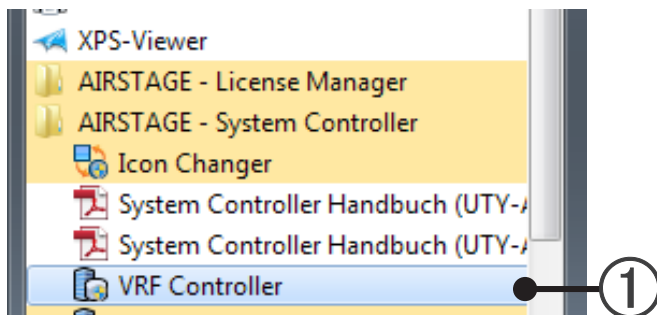 XPS-Viewer
AIRSTAGE - License Manager
AIRSTAGE - System Controller
Icon Changer
System Controller Handbuch (UTY-A
System Controller Handbuch (UTY-A
VRF Controller
①